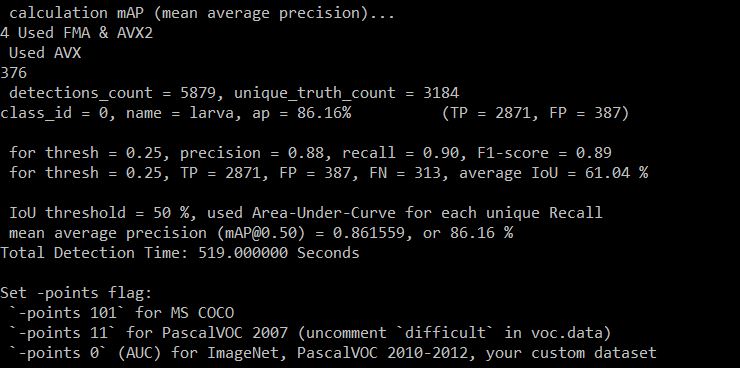 calculation mAP (mean average precision)...
4 Used FMA & AVX2
Used AVX
376
detections_count = 5879, unique_truth_count = 3184
class_id = 0, name = larva, ap = 86.16% (TP = 2871, FP = 387)
for thresh = 0.25, precision = 0.88, recall = 0.90, F1-score = 0.89
for thresh = 0.25, TP = 2871, FP = 387, FN = 313, average IoU = 61.04 %
IoU threshold = 50 %, used Area-Under-Curve for each unique Recall
mean average precision (mAP@0.50) = 0.861559, or 86.16 %
Total Detection Time: 519.000000 Seconds
Set -points flag:
`-points 101` for MS COCO
`-points 11` for PascalVOC 2007 (uncomment `difficult` in voc.data)
`-points 0` (AUC) for ImageNet, PascalVOC 2010-2012, your custom dataset